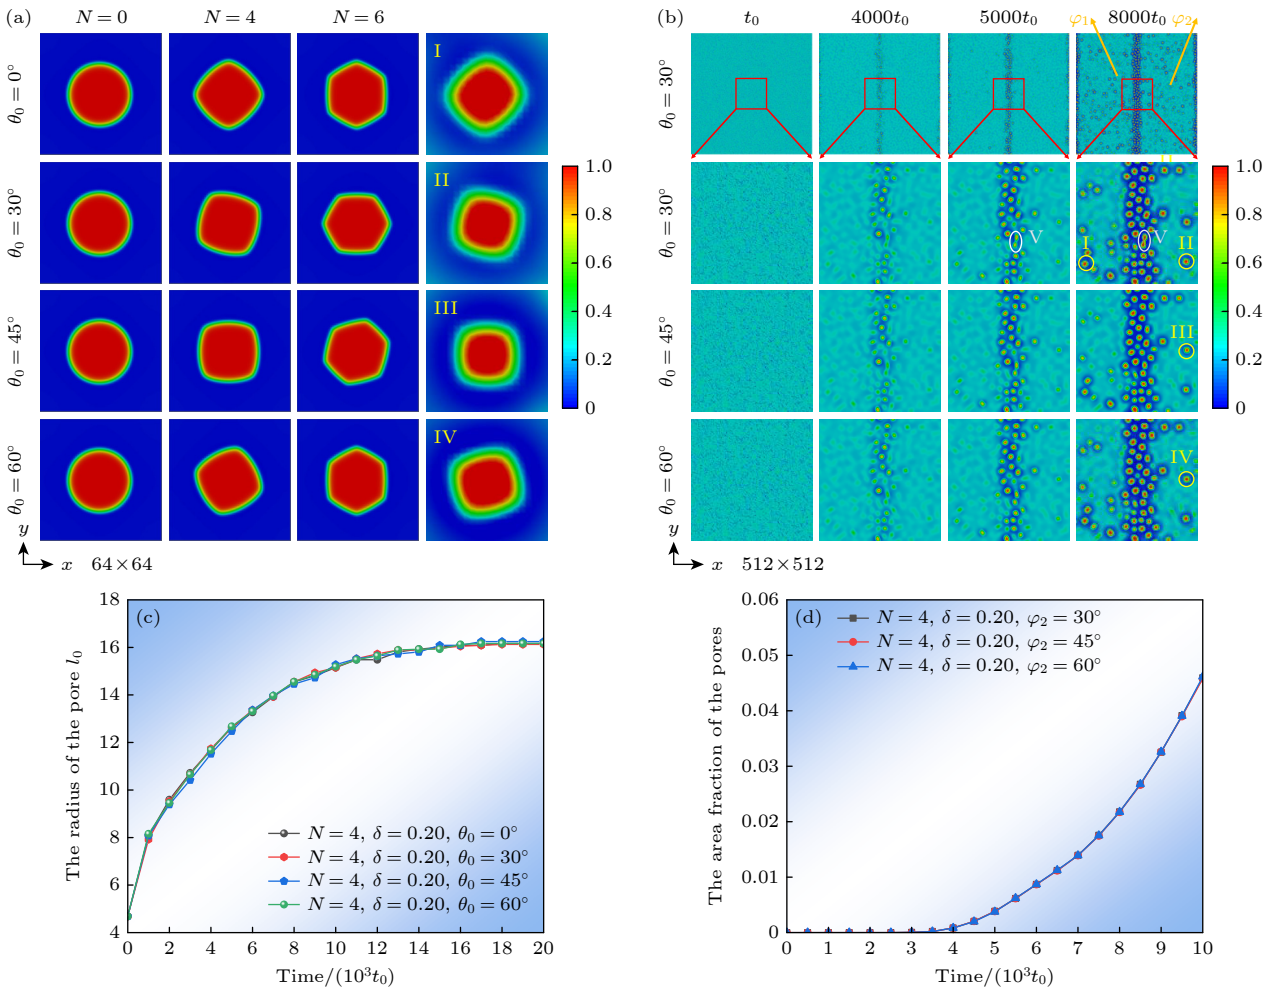 (a) N = 0 N = 4 N = 6
θ₀ = 0°
I
θ₀ = 30°
II
θ₀ = 45°
III
θ₀ = 60°
IV
1.0
0.8
0.6
0.4
0.2
0
y
x 64×64
(b) t₀ 4000t₀ 5000t₀ 8000t₀
φ₁ φ₂
θ₀ = 30°
θ₀ = 30°
V
V
I
II
θ₀ = 45°
III
θ₀ = 60°
IV
1.0
0.8
0.6
0.4
0.2
0
y
x 512×512
(c)
The radius of the pore l₀
18
16
14
12
10
8
6
4
N = 4, δ = 0.20, θ₀ = 0°
N = 4, δ = 0.20, θ₀ = 30°
N = 4, δ = 0.20, θ₀ = 45°
N = 4, δ = 0.20, θ₀ = 60°
0 2 4 6 8 10 12 14 16 18 20
Time/(10³t₀)
(d)
The area fraction of the pores
0.06
0.05
0.04
0.03
0.02
0.01
0
N = 4, δ = 0.20, φ₂ = 30°
N = 4, δ = 0.20, φ₂ = 45°
N = 4, δ = 0.20, φ₂ = 60°
0 1 2 3 4 5 6 7 8 9 10
Time/(10³t₀)